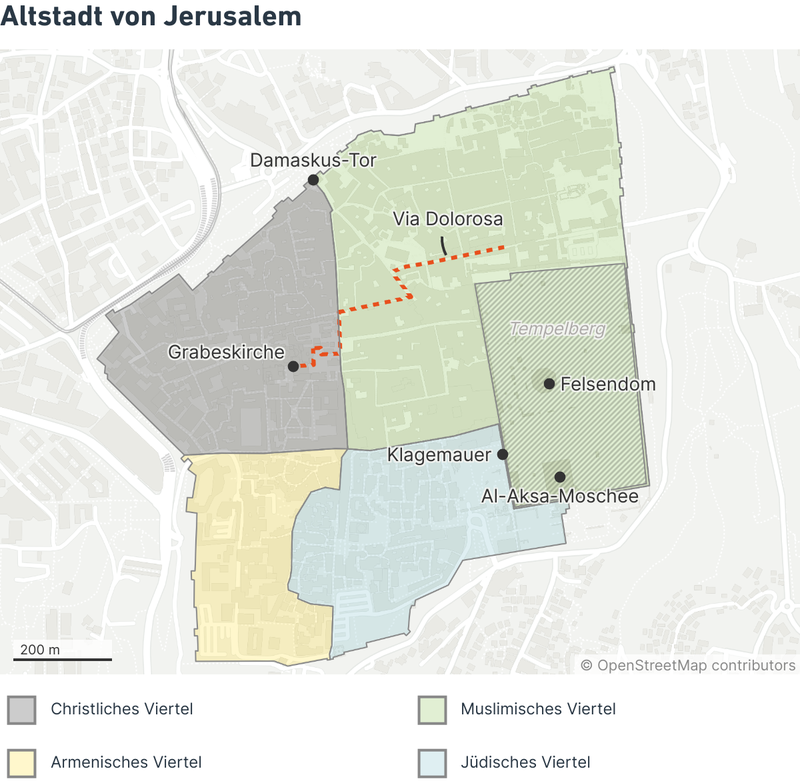 Altstadt von Jerusalem
Damaskus-Tor
Via Dolorosa
Tempelberg
Grabeskirche
Felsendom
Klagemauer
Al-Aksa-Moschee
200 m
© OpenStreetMap contributors
Christliches Viertel
Muslimisches Viertel
Armenisches Viertel
Jüdisches Viertel